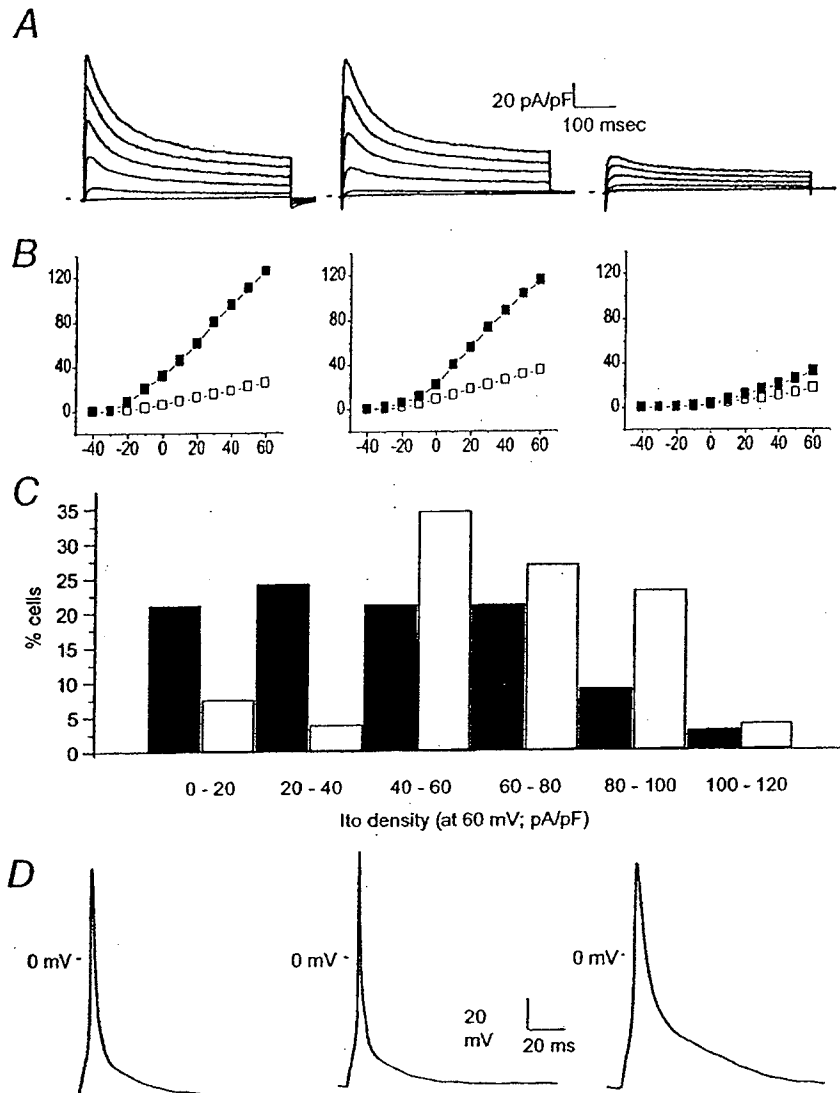 A
20 pA/pF
100 msec
B
120
80
40
0
-40 -20 0 20 40 60
120
80
40
0
-40 -20 0 20 40 60
120
80
40
0
-40 -20 0 20 40 60
C
35
30
25
20
15
10
5
0
% cells
0 - 20 20 - 40 40 - 60 60 - 80 80 - 100 100 - 120
Ito density (at 60 mV; pA/pF)
D
0 mV - 0 mV - 0 mV -
20
mV
20 ms